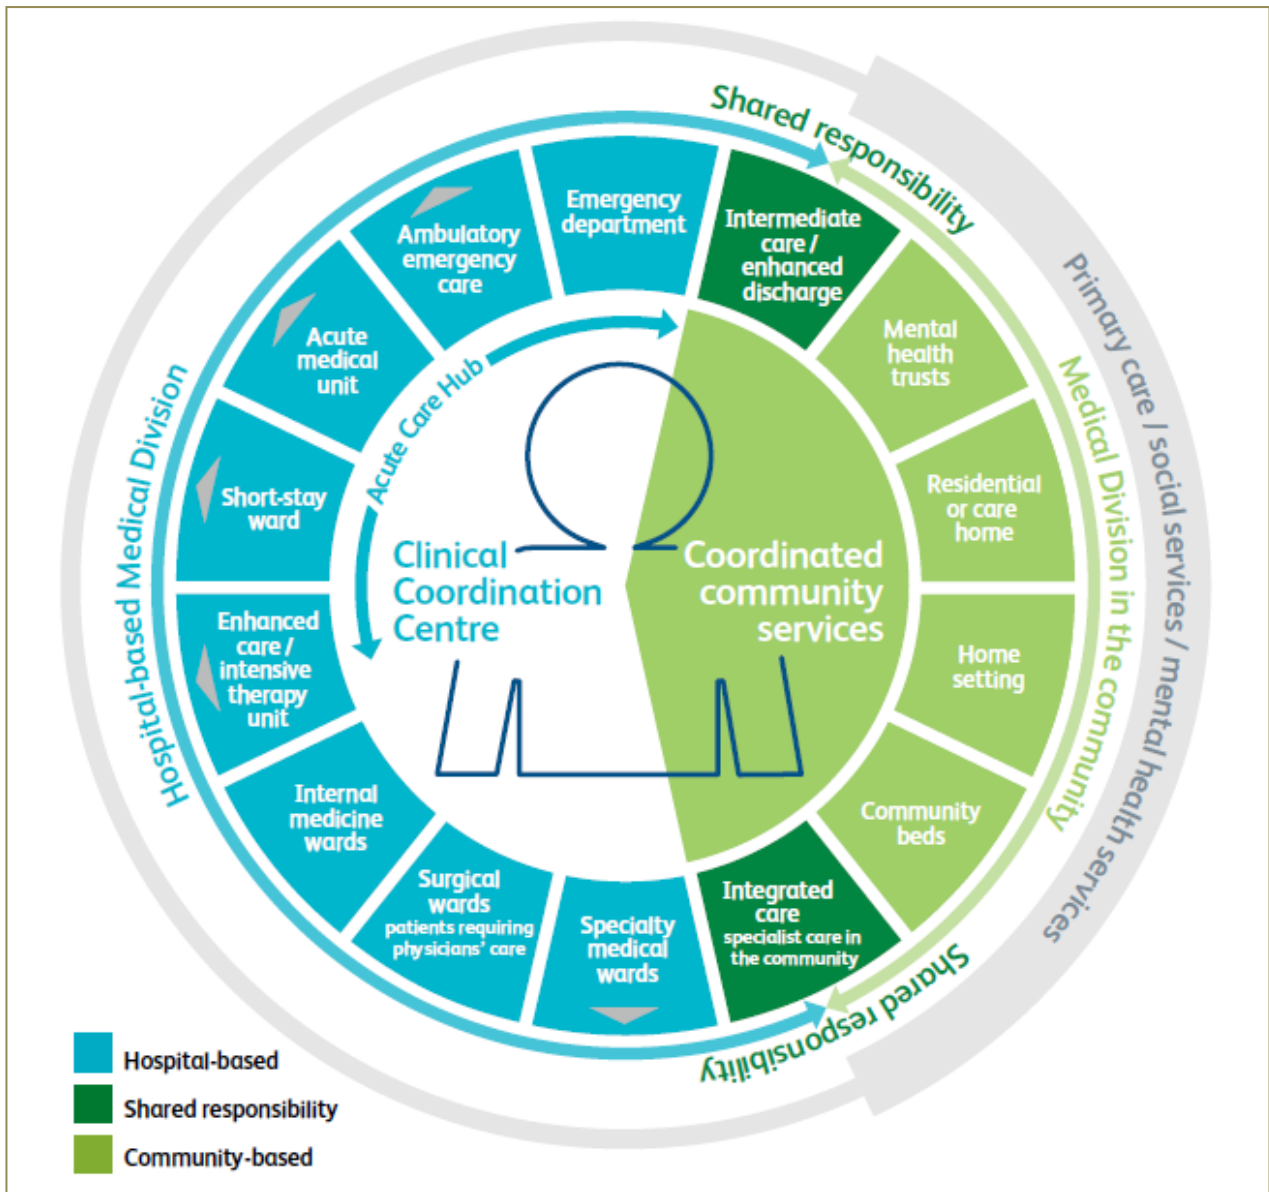 Shared responsibility
Emergency
department
Intermediate
care /
enhanced
discharge
Mental
health
trusts
Residential
or care
home
Home
setting
Community
beds
Integrated
care
specialist care in
the community
Specialty
medical
wards
Surgical
wards
patients requiring
physicians' care
Internal
medicine
wards
Enhanced
care /
intensive
therapy
unit
Short-stay
ward
Acute
medical
unit
Ambulatory
emergency
care
Hospital-based Medical Division
Acute Care Hub
Clinical
Coordination
Centre
Coordinated
community
services
Medical Division in the community
Primary care / social services / mental health services
Shared responsibility
Hospital-based
Shared responsibility
Community-based